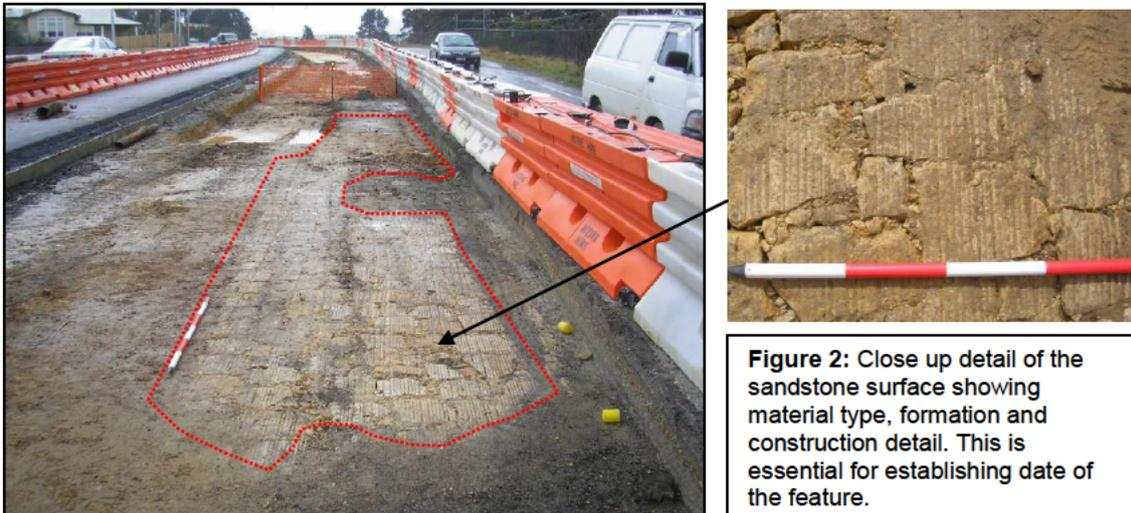 Figure 2: Close up detail of the
sandstone surface showing
material type, formation and
construction detail. This is
essential for establishing date of
the feature.